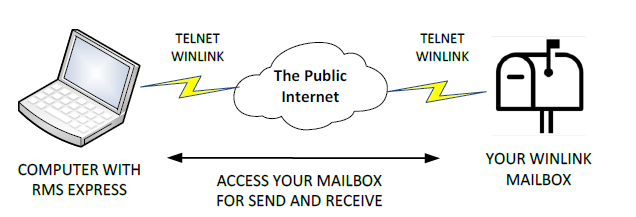 TELNET
WINLINK
TELNET
WINLINK
The Public
Internet
COMPUTER WITH
RMS EXPRESS
ACCESS YOUR MAILBOX
FOR SEND AND RECEIVE
YOUR WINLINK
MAILBOX